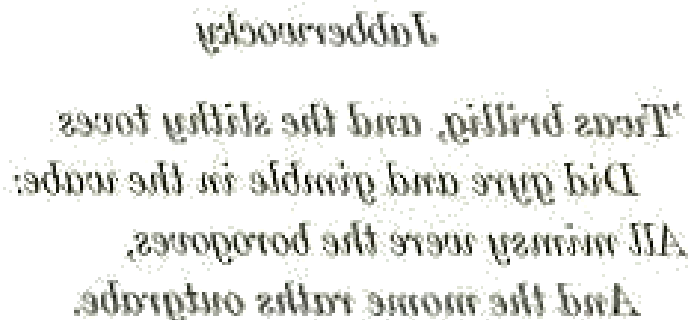 Jabberwocky
'Twas brillig, and the slithy toves
Did gyre and gimble in the wabe:
All mimsy were the borogoves,
And the mome raths outgrabe.